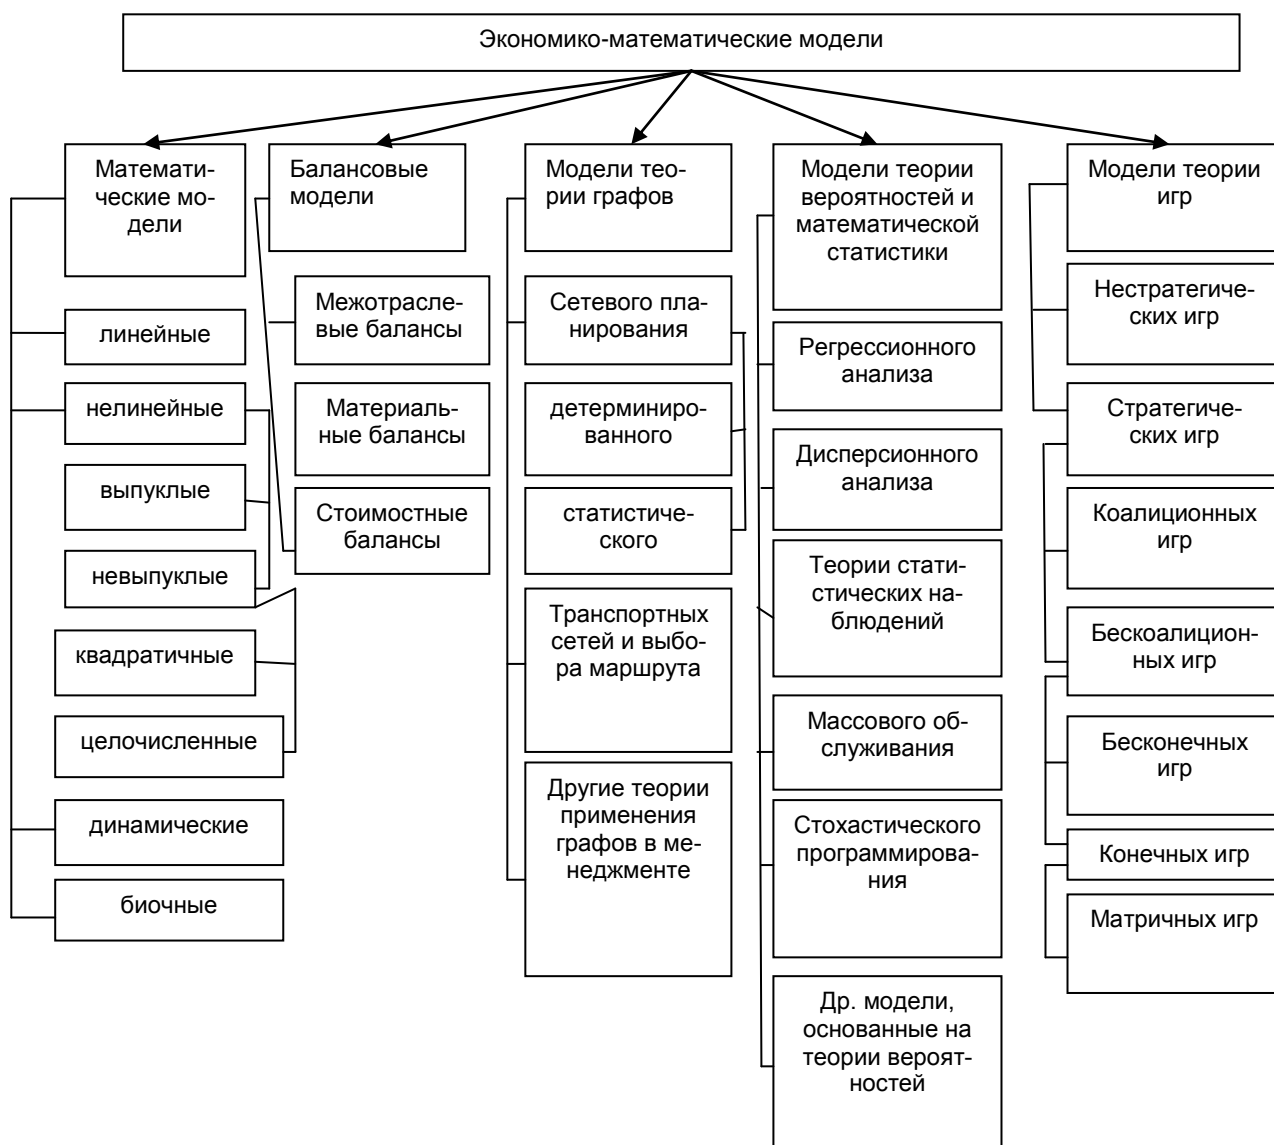 Экономико-математические модели
Математи-
ческие мо-
дели
линейные
нелинейные
выпуклые
невыпуклые
квадратичные
целочисленные
динамические
биочные
Балансовые
модели
Межотрасле-
вые балансы
Материаль-
ные балансы
Стоимостные
балансы
Модели тео-
рии графов
Сетевого пла-
нирования
детерминиро-
ванного
статистиче-
ского
Транспортных
сетей и выбо-
ра маршрута
Другие теории
применения
графов в ме-
неджменте
Модели теории
вероятностей и
математической
статистики
Регрессионного
анализа
Дисперсионного
анализа
Теории стати-
стических на-
блюдений
Массового об-
служивания
Стохастического
программирова-
ния
Др. модели,
основанные на
теории вероят-
ностей
Модели теории
игр
Нестратегиче-
ских игр
Стратегиче-
ских игр
Коалиционных
игр
Бескоалицион-
ных игр
Бесконечных
игр
Конечных игр
Матричных игр